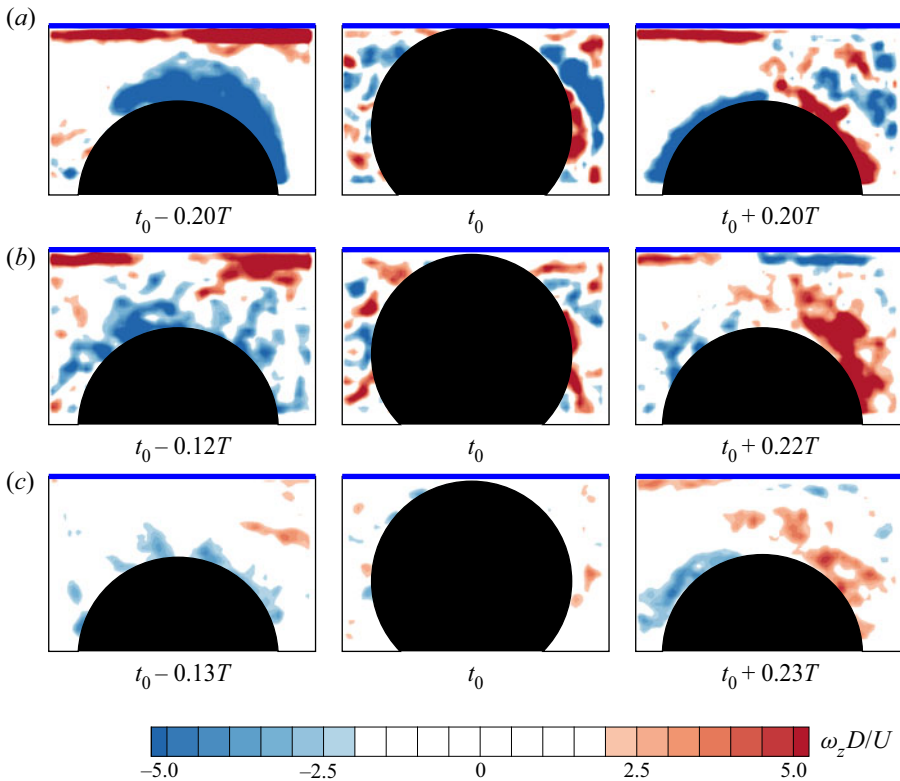 (a)
t0 – 0.20T t0 t0 + 0.20T
(b)
t0 – 0.12T t0 t0 + 0.22T
(c)
t0 – 0.13T t0 t0 + 0.23T
ωzD/U
–5.0 –2.5 0 2.5 5.0